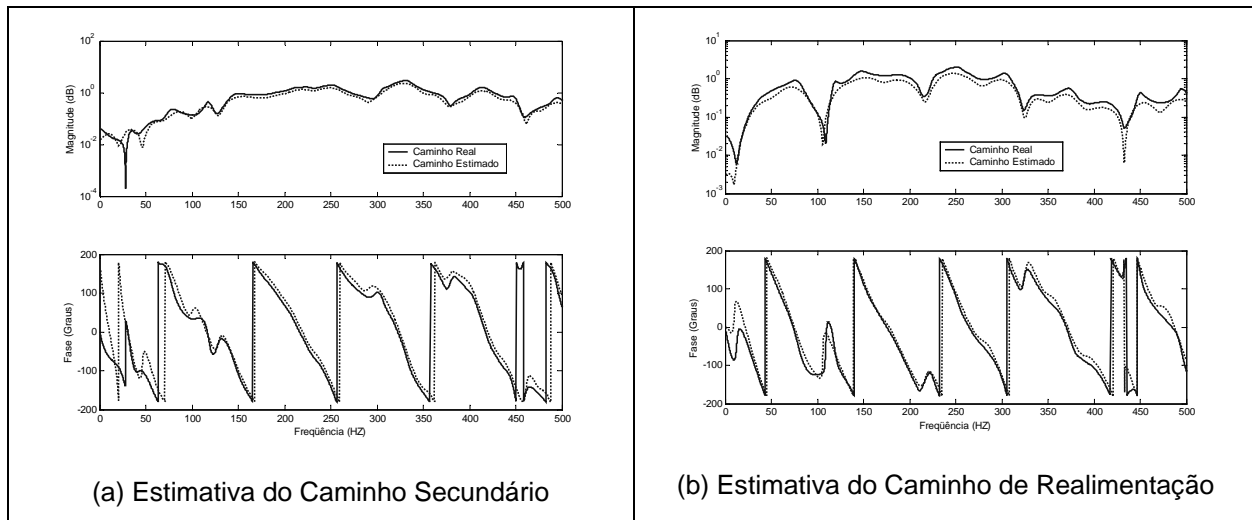 10^2
10^0
10^-2
10^-4
Magnitude (dB)
0 50 100 150 200 250 300 350 400 450 500
Caminho Real
Caminho Estimado
200
100
0
-100
-200
Fase (Graus)
0 50 100 150 200 250 300 350 400 450 500
Freqüência (HZ)
(a) Estimativa do Caminho Secundário
10^1
10^0
10^-1
10^-2
10^-3
Magnitude (dB)
0 50 100 150 200 250 300 350 400 450 500
Caminho Real
Caminho Estimado
200
100
0
-100
-200
Fase (Graus)
0 50 100 150 200 250 300 350 400 450 500
Freqüência (HZ)
(b) Estimativa do Caminho de Realimentação